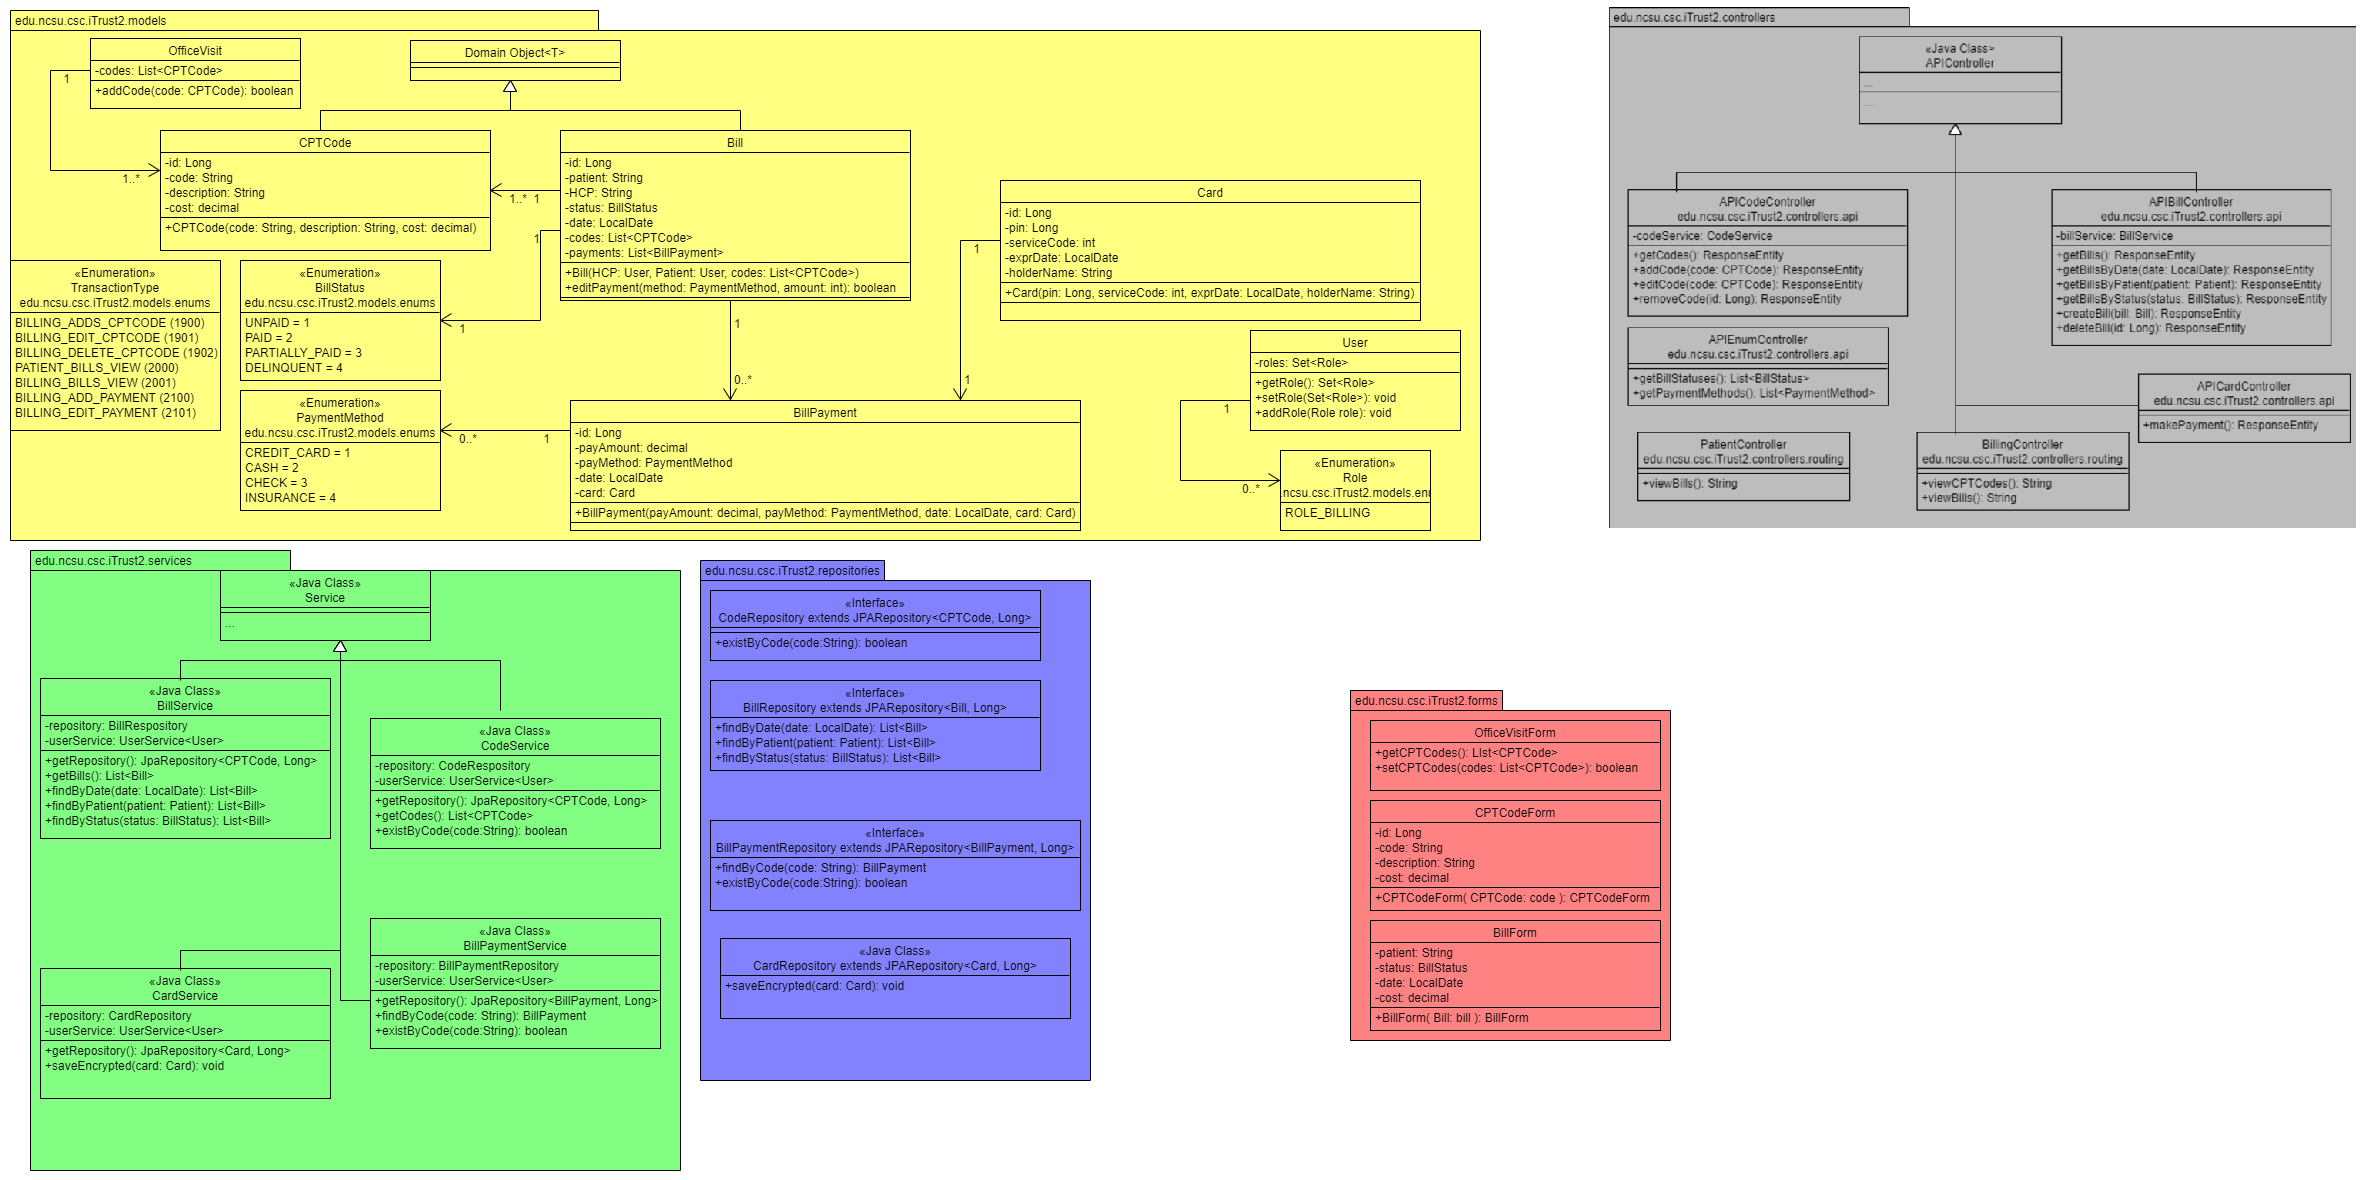 edu.ncsu.csc.iTrust2.models
OfficeVisit
-codes: List<CPTCode>
+addCode(code: CPTCode): boolean
1
1..*
Domain Object<T>
CPTCode
-id: Long
-code: String
-description: String
-cost: decimal
+CPTCode(code: String, description: String, cost: decimal)
Bill
-id: Long
-patient: String
-HCP: String
-status: BillStatus
-date: LocalDate
-codes: List<CPTCode>
-payments: List<BillPayment>
+Bill(HCP: User, Patient: User, codes: List<CPTCode>)
+editPayment(method: PaymentMethod, amount: int): boolean
1..*
1
1
1
1
0..*
Card
-id: Long
-pin: Long
-serviceCode: int
-exprDate: LocalDate
-holderName: String
+Card(pin: Long, serviceCode: int, exprDate: LocalDate, holderName: String)
1
1
«Enumeration»
TransactionType
edu.ncsu.csc.iTrust2.models.enums
BILLING_ADDS_CPTCODE (1900)
BILLING_EDIT_CPTCODE (1901)
BILLING_DELETE_CPTCODE (1902)
PATIENT_BILLS_VIEW (2000)
BILLING_BILLS_VIEW (2001)
BILLING_ADD_PAYMENT (2100)
BILLING_EDIT_PAYMENT (2101)
«Enumeration»
BillStatus
edu.ncsu.csc.iTrust2.models.enums
UNPAID = 1
PAID = 2
PARTIALLY_PAID = 3
DELINQUENT = 4
«Enumeration»
PaymentMethod
edu.ncsu.csc.iTrust2.models.enums
CREDIT_CARD = 1
CASH = 2
CHECK = 3
INSURANCE = 4
0..*
1
BillPayment
-id: Long
-payAmount: decimal
-payMethod: PaymentMethod
-date: LocalDate
-card: Card
+BillPayment(payAmount: decimal, payMethod: PaymentMethod, date: LocalDate, card: Card)
User
-roles: Set<Role>
+getRole(): Set<Role>
+setRole(Set<Role>): void
+addRole(Role role): void
1
0..*
«Enumeration»
Role
.ncsu.csc.iTrust2.models.enu
ROLE_BILLING
edu.ncsu.csc.iTrust2.controllers
«Java Class>
APIController
...
...
APICodeController
edu.ncsu.csc.iTrust2.controllers.api
-codeService: CodeService
+getCodes(): ResponseEntity
+addCode(code: CPTCode): ResponseEntity
+editCode(code: CPTCode): ResponseEntity
+removeCode(id: Long): ResponseEntity
APIBillController
edu.ncsu.csc.iTrust2.controllers.api
-billService: BillService
+getBills(): ResponseEntity
+getBillsByDate(date: LocalDate): ResponseEntity
+getBillsByPatient(patient: Patient): ResponseEntity
+getBillsByStatus(status: BillStatus): ResponseEntity
+createBill(bill: Bill): ResponseEntity
+deleteBill(id: Long): ResponseEntity
APIEnumController
edu.ncsu.csc.iTrust2.controllers.api
+getBillStatuses(): List<BillStatus>
+getPaymentMethods(): List<PaymentMethod>
APICardController
edu.ncsu.csc.iTrust2.controllers.api
+makePayment(): ResponseEntity
PatientController
edu.ncsu.csc.iTrust2.controllers.routing
+viewBills(): String
BillingController
edu.ncsu.csc.iTrust2.controllers.routing
+viewCPTCodes(): String
+viewBills(): String
edu.ncsu.csc.iTrust2.services
«Java Class»
Service
...
«Java Class»
BillService
-repository: BillRespository
-userService: UserService<User>
+getRepository(): JpaRepository<CPTCode, Long>
+getBills(): List<Bill>
+findByDate(date: LocalDate): List<Bill>
+findByPatient(patient: Patient): List<Bill>
+findByStatus(status: BillStatus): List<Bill>
«Java Class»
CodeService
-repository: CodeRespository
-userService: UserService<User>
+getRepository(): JpaRepository<CPTCode, Long>
+getCodes(): List<CPTCode>
+existByCode(code:String): boolean
«Java Class»
CardService
-repository: CardRepository
-userService: UserService<User>
+getRepository(): JpaRepository<Card, Long>
+saveEncrypted(card: Card): void
«Java Class»
BillPaymentService
-repository: BillPaymentRepository
-userService: UserService<User>
+getRepository(): JpaRepository<BillPayment, Long>
+findByCode(code: String): BillPayment
+existByCode(code:String): boolean
edu.ncsu.csc.iTrust2.repositories
«Interface»
CodeRepository extends JPARepository<CPTCode, Long>
+existByCode(code:String): boolean
«Interface»
BillRepository extends JPARepository<Bill, Long>
+findByDate(date: LocalDate): List<Bill>
+findByPatient(patient: Patient): List<Bill>
+findByStatus(status: BillStatus): List<Bill>
«Interface»
BillPaymentRepository extends JPARepository<BillPayment, Long>
+findByCode(code: String): BillPayment
+existByCode(code:String): boolean
«Java Class»
CardRepository extends JPARepository<Card, Long>
+saveEncrypted(card: Card): void
edu.ncsu.csc.iTrust2.forms
OfficeVisitForm
+getCPTCodes(): LIst<CPTCode>
+setCPTCodes(codes: List<CPTCode>): boolean
CPTCodeForm
-id: Long
-code: String
-description: String
-cost: decimal
+CPTCodeForm( CPTCode: code ): CPTCodeForm
BillForm
-patient: String
-status: BillStatus
-date: LocalDate
-cost: decimal
+BillForm( Bill: bill ): BillForm